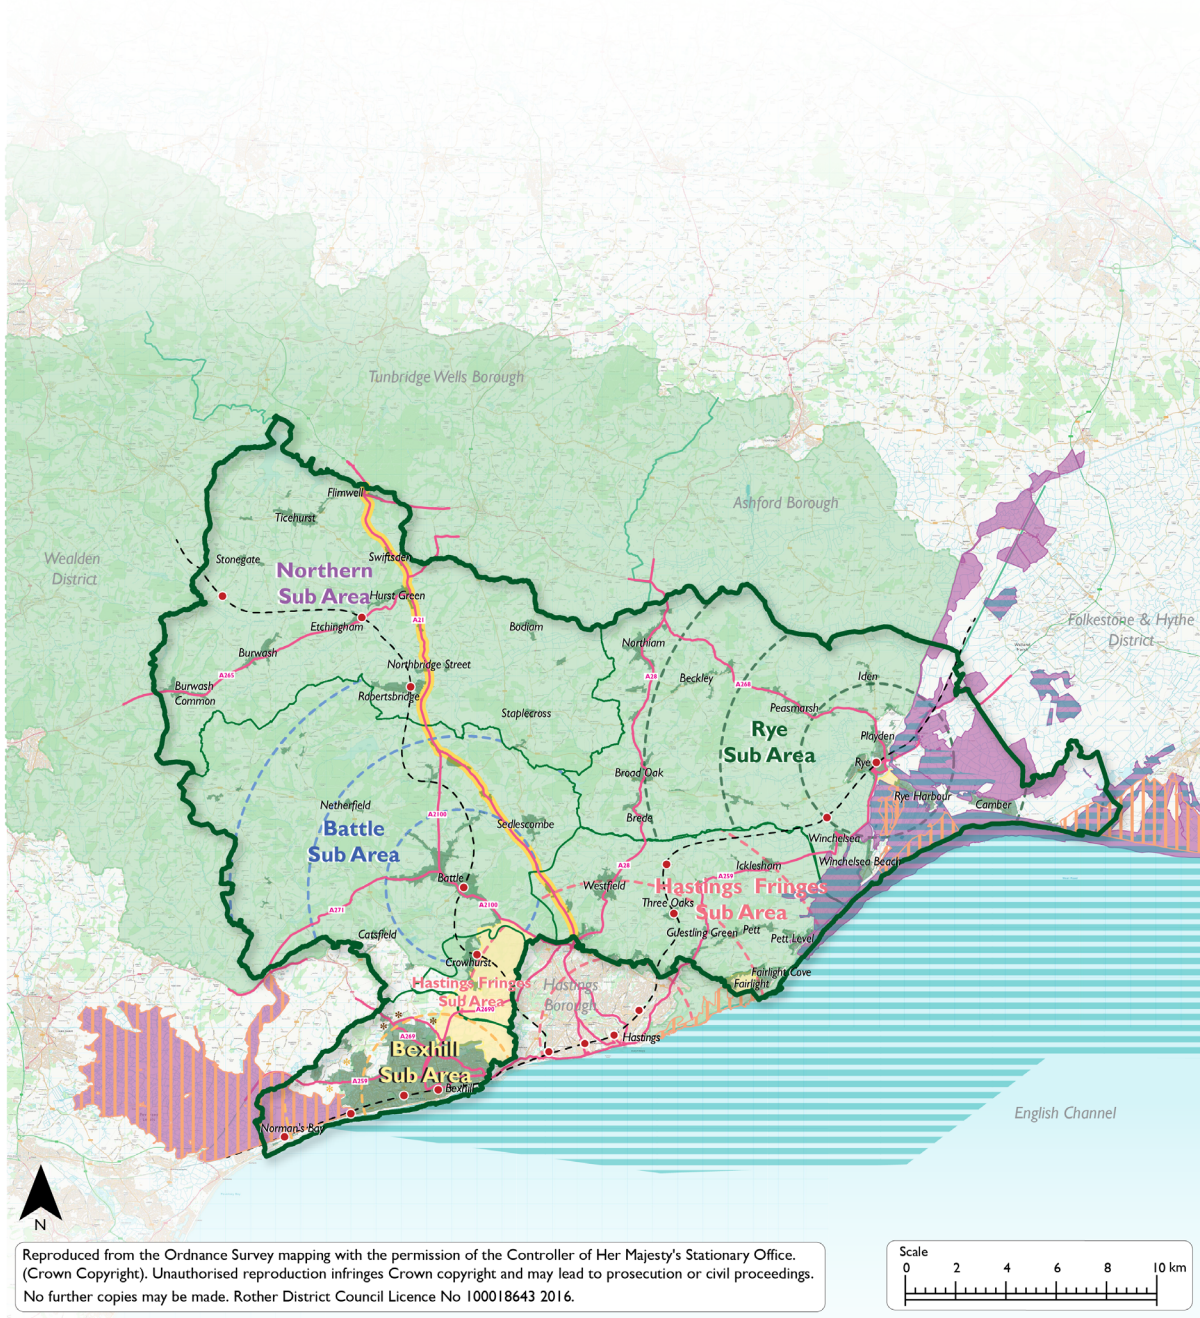 Tunbridge Wells Borough
Flimwell
Ticehurst
Ashford Borough
Wealden
District
Stonegate
Swiftsden
Northern
Sub Area
Hurst Green
A21
Etchingham
Bodiam
Folkestone & Hythe
District
Burwash
Northiam
A265
Northbridge Street
Burwash
Common
Robertsbridge
A28
Beckley
A268
Iden
Staplecross
Peasmarsh
Rye
Sub Area
Playden
Rye
Broad Oak
Netherfield
A2100
Rye Harbour
Camber
Battle
Sub Area
Sedlescombe
Brede
Winchelsea
Winchelsea Beach
A28
Icklesham
A259
Battle
Westfield
Hastings Fringes
Sub Area
Three Oaks
A271
A2100
Catsfield
Guestling Green
Pett
Pett Level
Crowhurst
Fairlight Cove
Fairlight
Hastings Fringes
Sub Area
Hastings
Borough
A2690
A269
Hastings
Bexhill
Sub Area
A259
Bexhill
Norman's Bay
English Channel
N
Reproduced from the Ordnance Survey mapping with the permission of the Controller of Her Majesty's Stationary Office.
(Crown Copyright). Unauthorised reproduction infringes Crown copyright and may lead to prosecution or civil proceedings.
No further copies may be made. Rother District Council Licence No 100018643 2016.
Scale
0 2 4 6 8 10 km